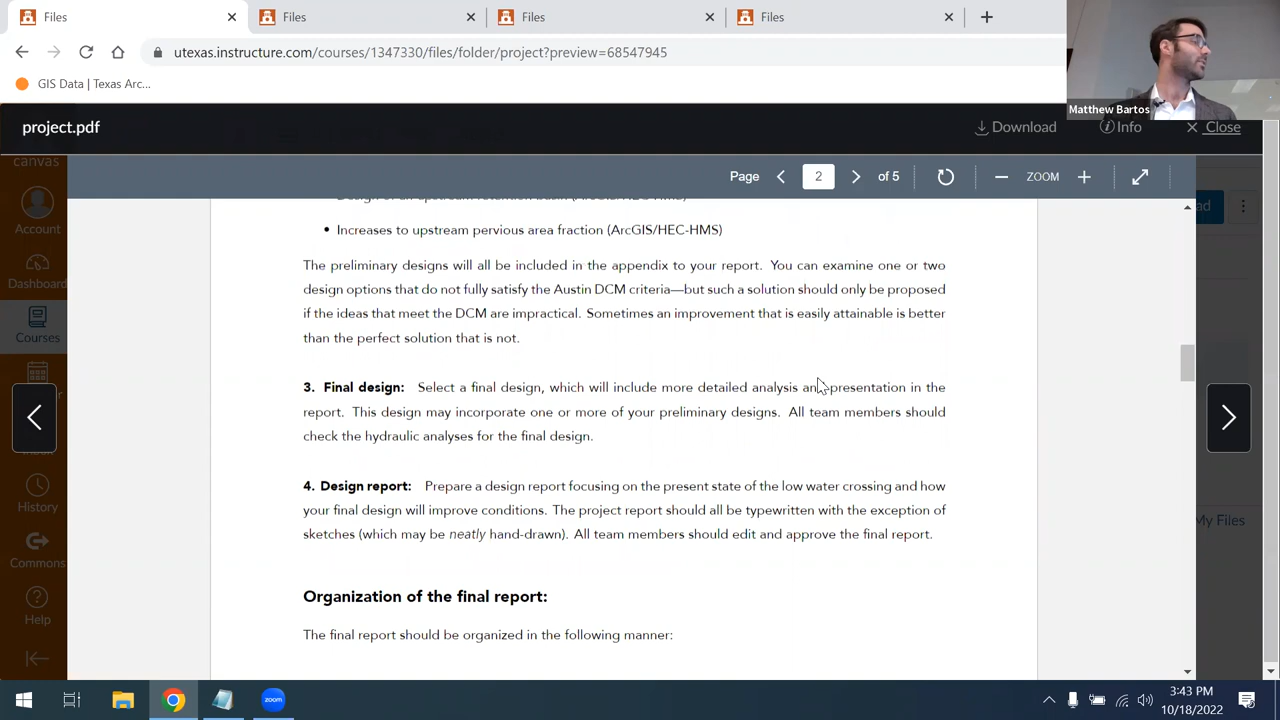 Files
Files
Files
Files
utexas.instructure.com/courses/1347330/files/folder/project?preview=68547945
GIS Data | Texas Arc...
Matthew Bartos
project.pdf
Download
Info
Close
canvas
Page
2
of 5
ZOOM
Account
Dashboard
Courses
History
Commons
Help
My Files
• Increases to upstream pervious area fraction (ArcGIS/HEC-HMS)
The preliminary designs will all be included in the appendix to your report. You can examine one or two
design options that do not fully satisfy the Austin DCM criteria—but such a solution should only be proposed
if the ideas that meet the DCM are impractical. Sometimes an improvement that is easily attainable is better
than the perfect solution that is not.
3. Final design: Select a final design, which will include more detailed analysis and presentation in the
report. This design may incorporate one or more of your preliminary designs. All team members should
check the hydraulic analyses for the final design.
4. Design report: Prepare a design report focusing on the present state of the low water crossing and how
your final design will improve conditions. The project report should all be typewritten with the exception of
sketches (which may be neatly hand-drawn). All team members should edit and approve the final report.
Organization of the final report:
The final report should be organized in the following manner:
zoom
3:43 PM
10/18/2022